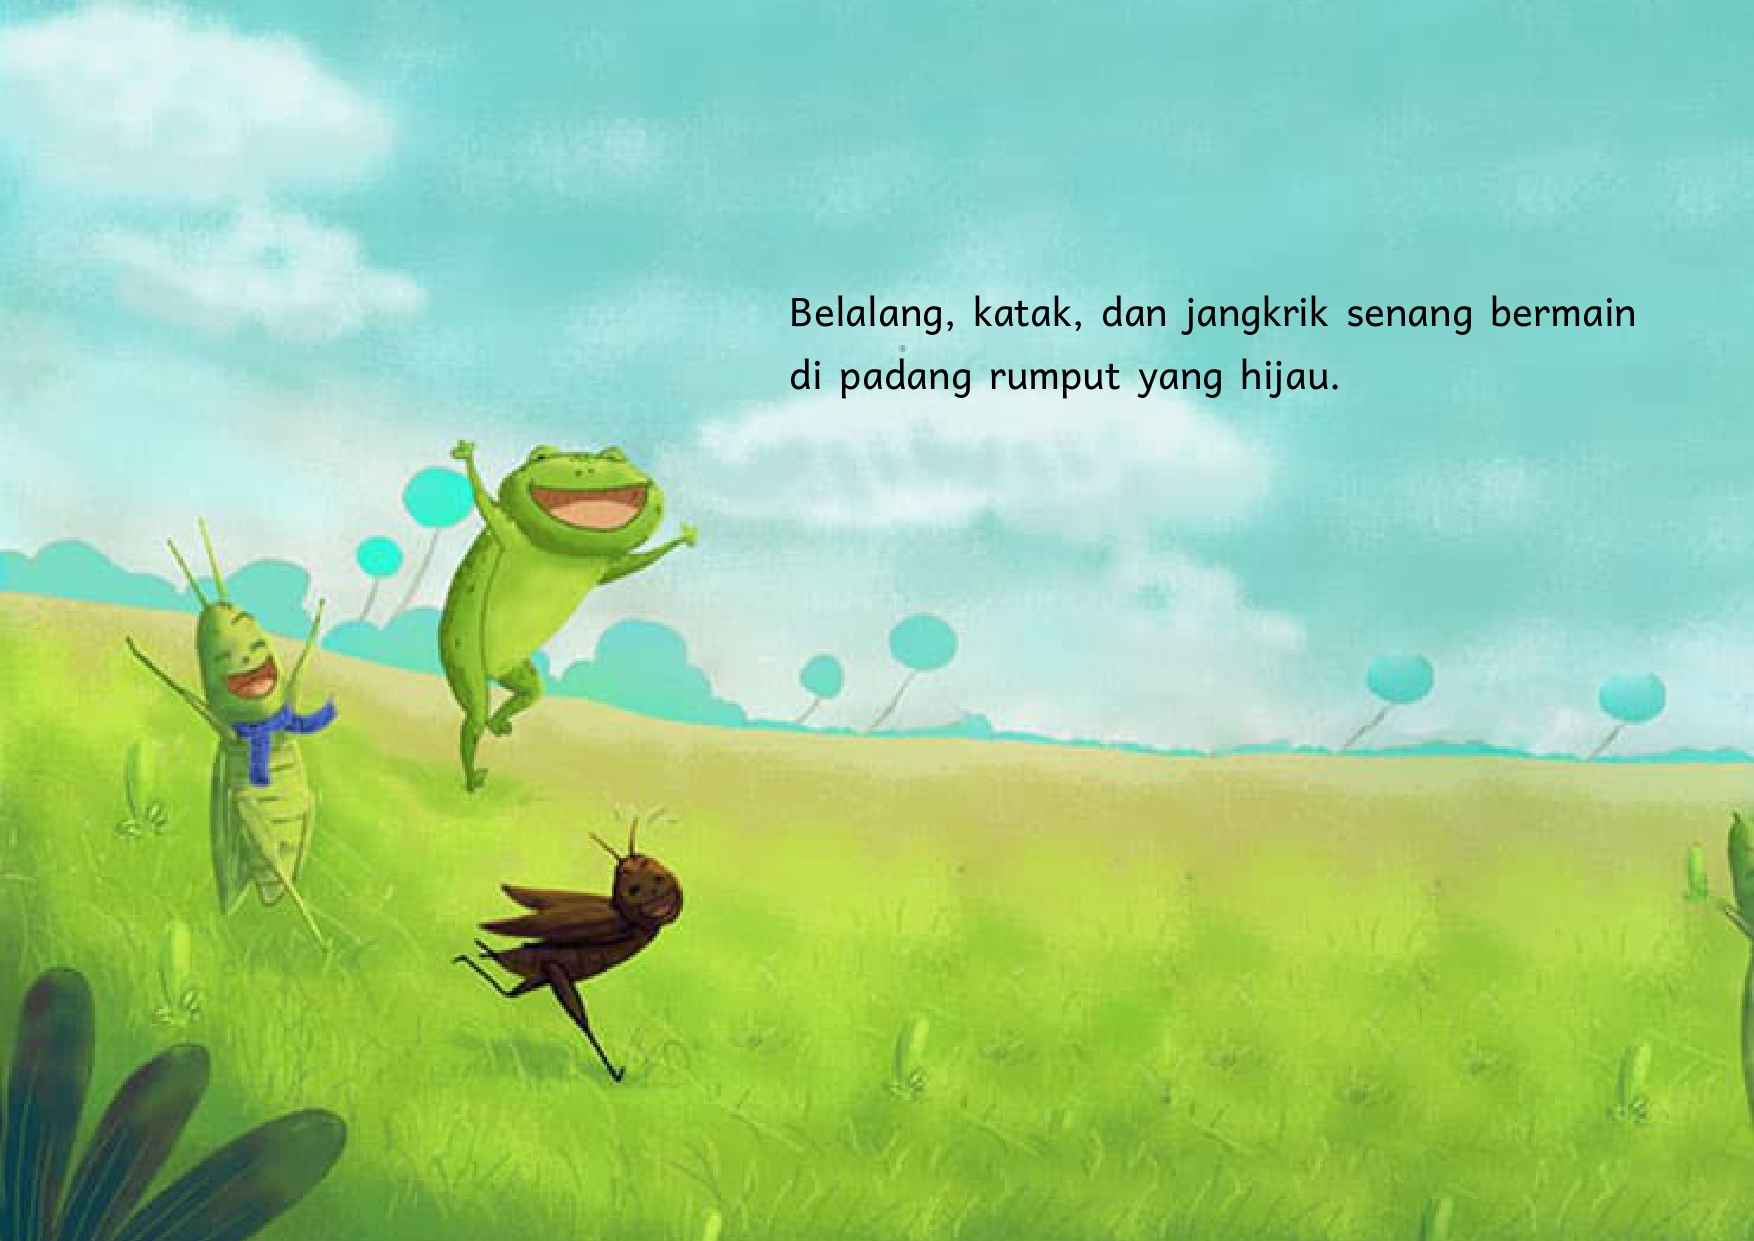 Belalang, katak, dan jangkrik senang bermain
di padang rumput yang hijau.